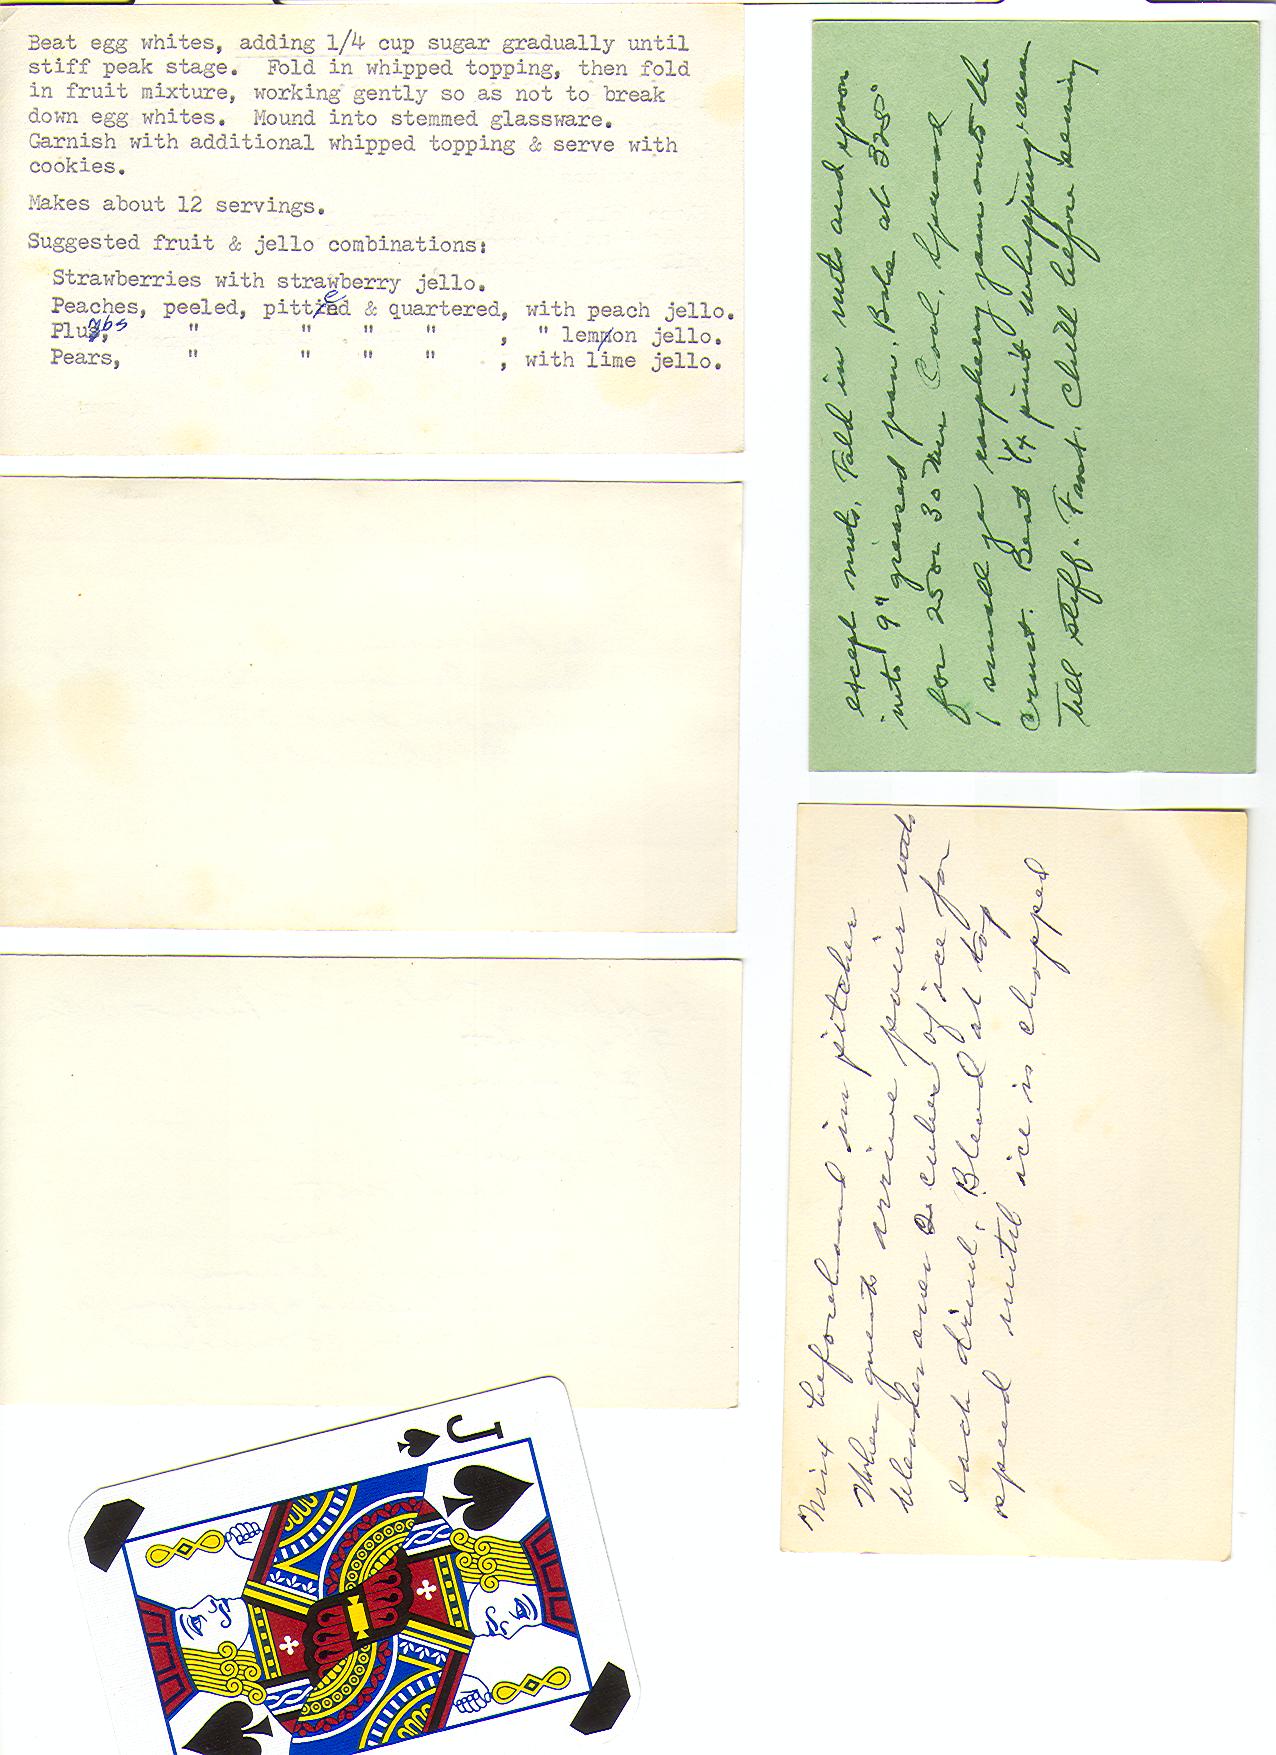 Beat egg whites, adding 1/4 cup sugar gradually until
stiff peak stage. Fold in whipped topping, then fold
in fruit mixture, working gently so as not to break
down egg whites. Mound into stemmed glassware.
Garnish with additional whipped topping & serve with
cookies.
Makes about 12 servings.
Suggested fruit & jello combinations:
Strawberries with strawberry jello.
Peaches, peeled, pitted & quartered, with peach jello.
Plums, " " " " , " lemon jello.
Pears, " " " " , with lime jello.
except nuts. Fold in nuts and spoon
into 9" greased pan. Bake at 325°
for 25 or 30 min Cool. Spread
1 small jar raspberry jam onto the
crust. Beat 1/4 pint whipping cream
till stiff. Frost. Chill before serving
Mix beforehand in pitcher
When guests arrive pour into
blender over 2 cubes of ice for
each drink. Blend at top
speed until ice is chopped
J